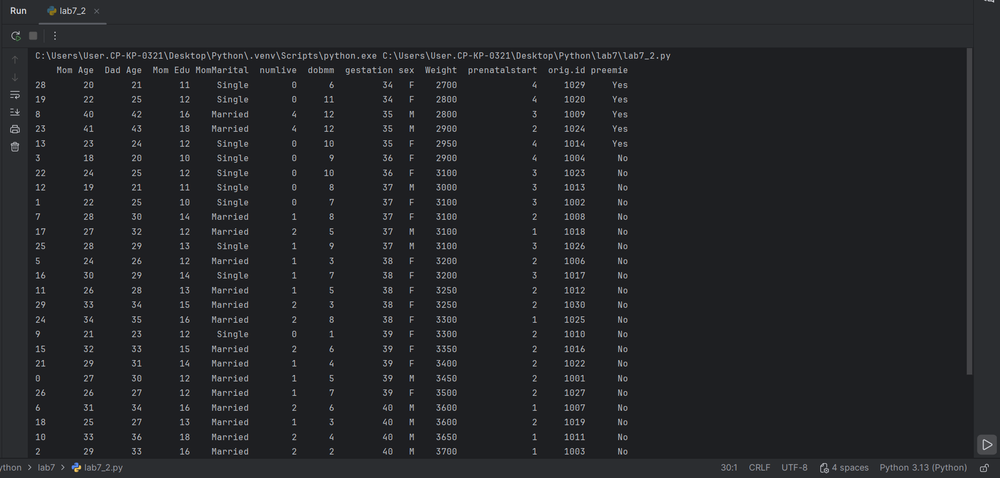 Run lab7_2
C:\Users\User.CP-KP-0321\Desktop\Python\.venv\Scripts\python.exe C:\Users\User.CP-KP-0321\Desktop\Python\lab7\lab7_2.py
Mom Age Dad Age Mom Edu MomMarital numlive dobmm gestation sex Weight prenatalstart orig.id preemie
28 20 21 11 Single 0 6 34 F 2700 4 1029 Yes
19 22 25 12 Single 0 11 34 F 2800 4 1020 Yes
8 40 42 16 Married 4 12 35 M 2800 3 1009 Yes
23 41 43 18 Married 4 12 35 M 2900 2 1024 Yes
13 23 24 12 Single 0 10 35 F 2950 4 1014 Yes
3 18 20 10 Single 0 9 36 F 2900 4 1004 No
22 24 25 12 Single 0 10 36 F 3100 3 1023 No
12 19 21 11 Single 0 8 37 M 3000 3 1013 No
1 22 25 10 Single 0 7 37 F 3100 3 1002 No
7 28 30 14 Married 1 8 37 F 3100 2 1008 No
17 27 32 12 Married 2 5 37 M 3100 1 1018 No
25 28 29 13 Single 1 9 37 M 3100 3 1026 No
5 24 26 12 Married 1 3 38 F 3200 2 1006 No
16 30 29 14 Single 1 7 38 F 3200 3 1017 No
11 26 28 13 Married 1 5 38 F 3250 2 1012 No
29 33 34 15 Married 2 3 38 F 3250 2 1030 No
24 34 35 16 Married 2 8 38 F 3300 1 1025 No
9 21 23 12 Single 0 1 39 F 3300 2 1010 No
15 32 33 15 Married 2 6 39 F 3350 2 1016 No
21 29 31 14 Married 1 4 39 F 3400 2 1022 No
0 27 30 12 Married 1 5 39 M 3450 2 1001 No
26 26 27 12 Married 1 7 39 F 3500 2 1027 No
6 31 34 16 Married 2 6 40 M 3600 1 1007 No
18 25 27 13 Married 1 3 40 M 3600 2 1019 No
10 33 36 18 Married 2 4 40 M 3650 1 1011 No
2 29 33 16 Married 2 2 40 M 3700 1 1003 No
ython > lab7 > lab7_2.py 30:1 CRLF UTF-8 4 spaces Python 3.13 (Python)